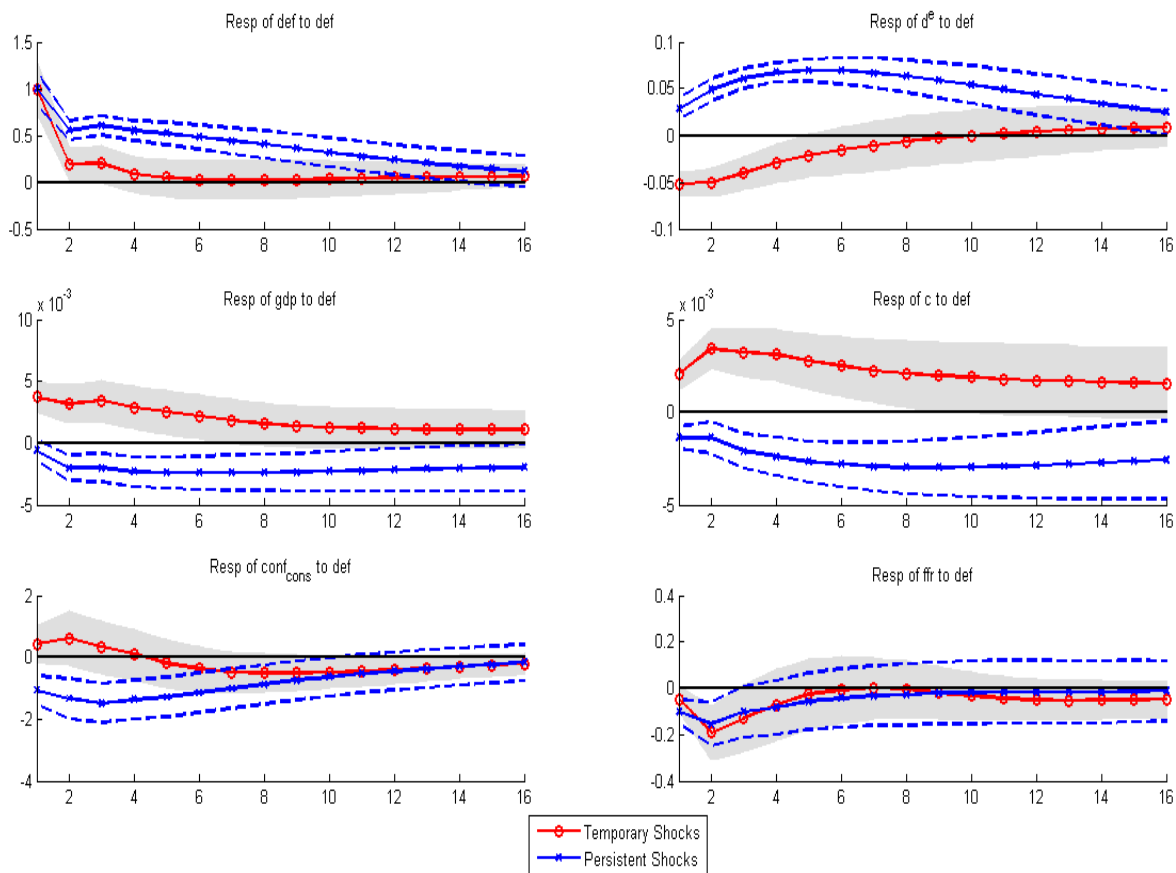 Resp of def to def
1.5
1
0.5
0
-0.5
2 4 6 8 10 12 14 16
Resp of dᵉ to def
0.1
0.05
0
-0.05
-0.1
2 4 6 8 10 12 14 16
x 10⁻³
Resp of gdp to def
10
5
0
-5
2 4 6 8 10 12 14 16
x 10⁻³
Resp of c to def
5
0
-5
2 4 6 8 10 12 14 16
Resp of conf_cons to def
2
0
-2
-4
2 4 6 8 10 12 14 16
Resp of ffr to def
0.4
0.2
0
-0.2
-0.4
2 4 6 8 10 12 14 16
Temporary Shocks
Persistent Shocks